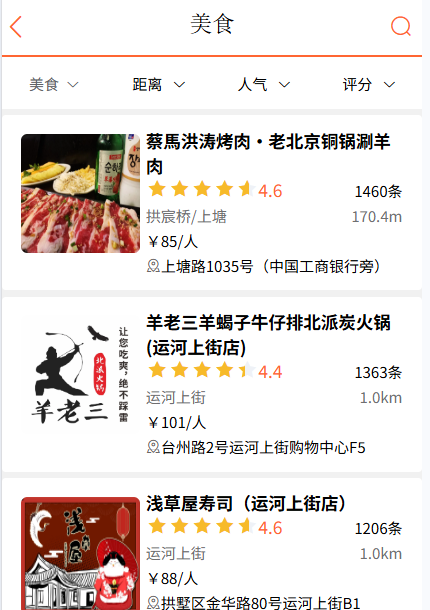 美食
美食 距离 人气 评分
蔡馬洪涛烤肉·老北京铜锅涮羊
肉
4.6 1460条
拱宸桥/上塘 170.4m
￥85/人
上塘路1035号（中国工商银行旁）
羊老三羊蝎子牛仔排北派炭火锅
(运河上街店)
4.4 1363条
运河上街 1.0km
￥101/人
台州路2号运河上街购物中心F5
让您吃爽，绝不踩雷
北派火锅
羊老三
浅草屋寿司（运河上街店）
4.6 1206条
运河上街 1.0km
￥88/人
拱墅区金华路80号运河上街B1
浅草屋